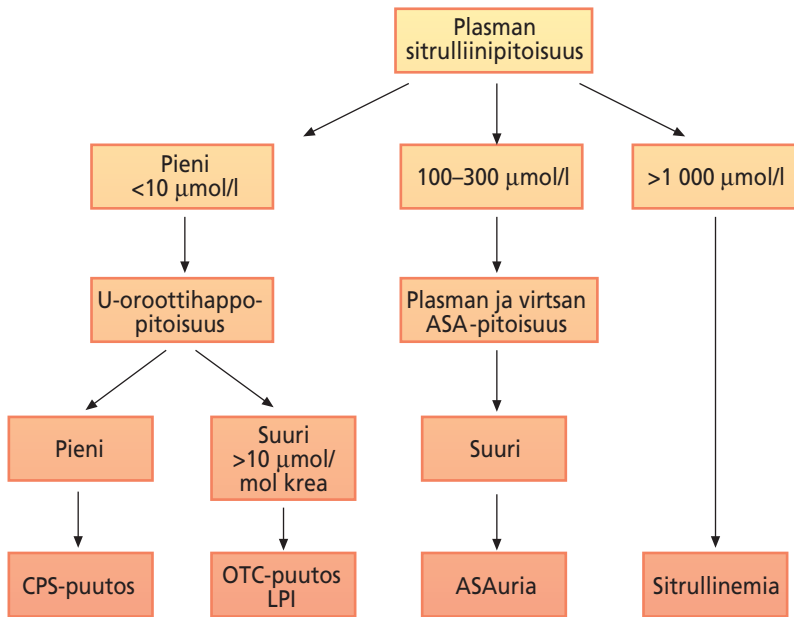 Plasman
sitrulliinipitoisuus
Pieni
<10 µmol/l
100–300 µmol/l
>1 000 µmol/l
U-oroottihappo-
pitoisuus
Plasman ja virtsan
ASA-pitoisuus
Pieni
Suuri
>10 µmol/
mol krea
Suuri
CPS-puutos
OTC-puutos
LPI
ASAuria
Sitrullinemia